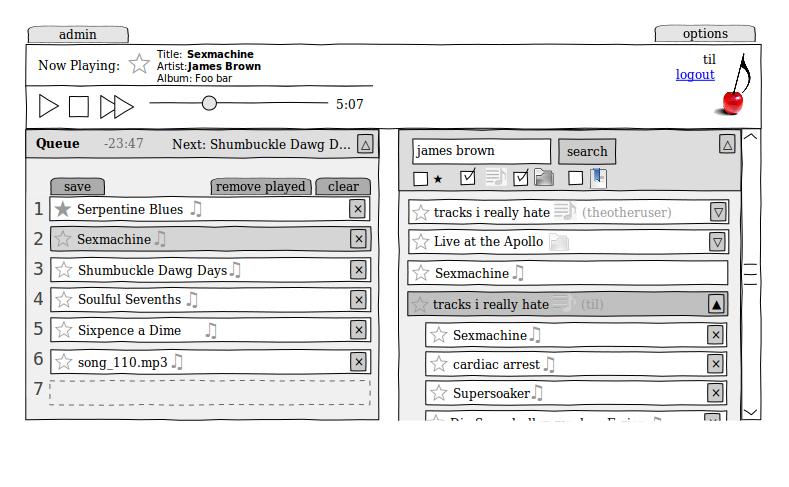 admin
options
Now Playing:
Title: Sexmachine
Artist:James Brown
Album: Foo bar
til
logout
5:07
Queue -23:47 Next: Shumbuckle Dawg D...
save remove played clear
1 Serpentine Blues
2 Sexmachine
3 Shumbuckle Dawg Days
4 Soulful Sevenths
5 Sixpence a Dime
6 song_110.mp3
7
james brown search
tracks i really hate (theotheruser)
Live at the Apollo
Sexmachine
tracks i really hate (til)
Sexmachine
cardiac arrest
Supersoaker